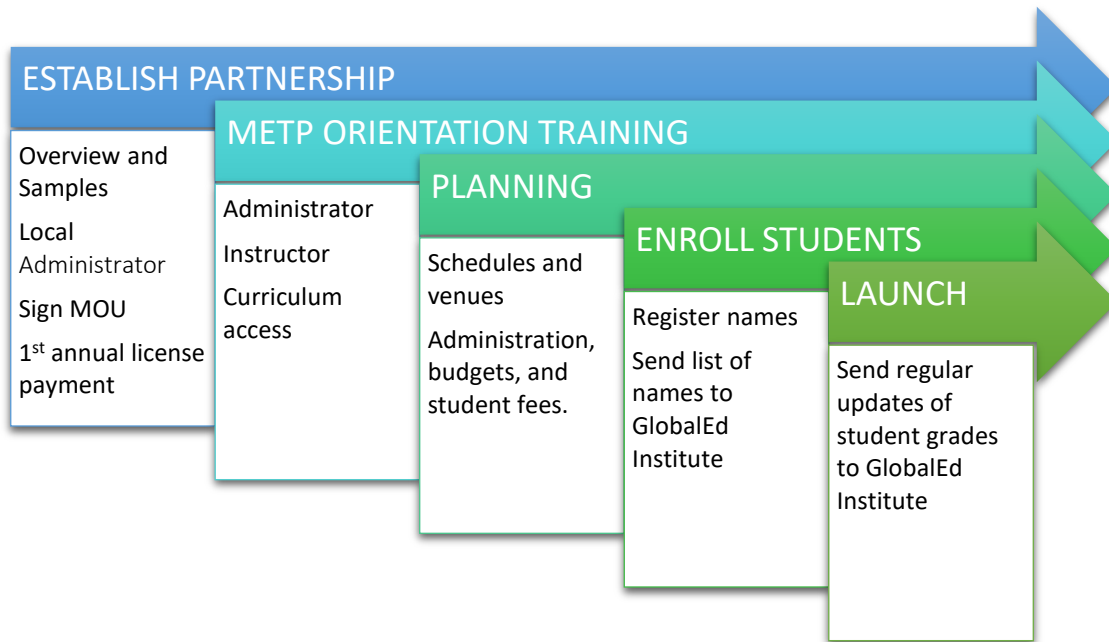 ESTABLISH PARTNERSHIP
Overview and
Samples
Local
Administrator
Sign MOU
1st annual license
payment
METP ORIENTATION TRAINING
Administrator
Instructor
Curriculum
access
PLANNING
Schedules and
venues
Administration,
budgets, and
student fees.
ENROLL STUDENTS
Register names
Send list of
names to
GlobalEd
Institute
LAUNCH
Send regular
updates of
student grades
to GlobalEd
Institute